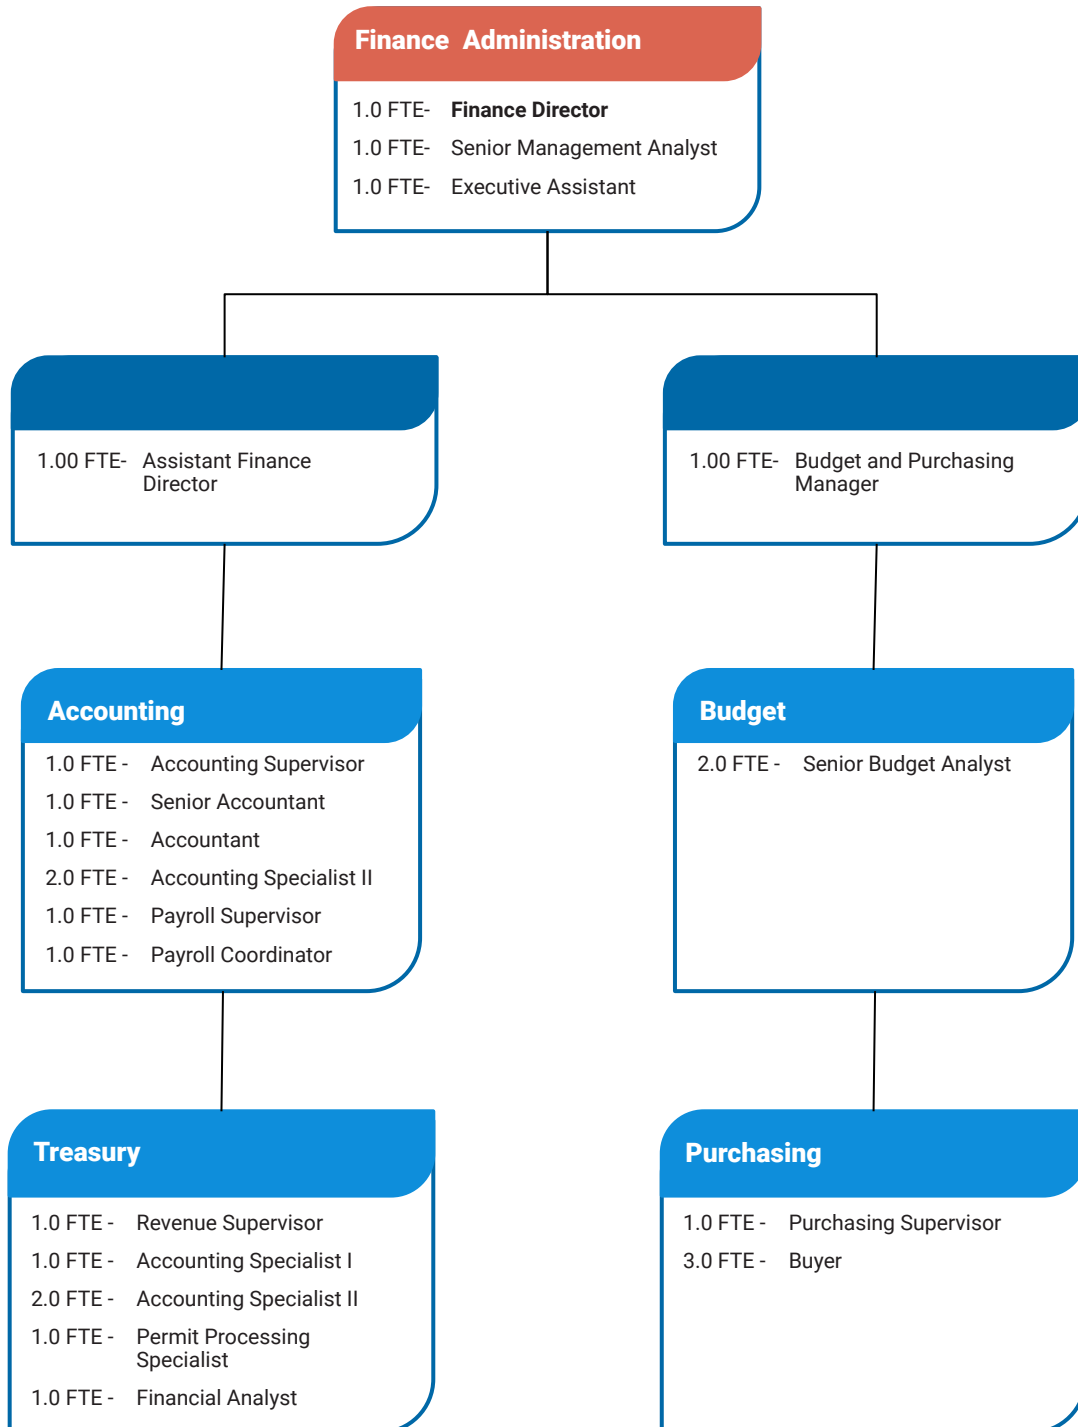 Finance Administration
1.0 FTE- Finance Director
1.0 FTE- Senior Management Analyst
1.0 FTE- Executive Assistant
1.00 FTE- Assistant Finance
Director
1.00 FTE- Budget and Purchasing
Manager
Accounting
1.0 FTE - Accounting Supervisor
1.0 FTE - Senior Accountant
1.0 FTE - Accountant
2.0 FTE - Accounting Specialist II
1.0 FTE - Payroll Supervisor
1.0 FTE - Payroll Coordinator
Budget
2.0 FTE - Senior Budget Analyst
Treasury
1.0 FTE - Revenue Supervisor
1.0 FTE - Accounting Specialist I
2.0 FTE - Accounting Specialist II
1.0 FTE - Permit Processing
Specialist
1.0 FTE - Financial Analyst
Purchasing
1.0 FTE - Purchasing Supervisor
3.0 FTE - Buyer